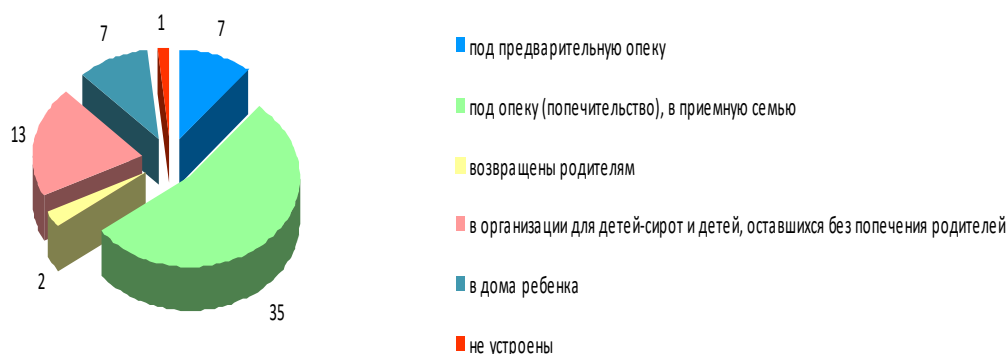 7
1
7
13
2
35
под предварительную опеку
под опеку (попечительство), в приемную семью
возвращены родителям
в организации для детей-сирот и детей, оставшихся без попечения родителей
в дома ребенка
не устроены